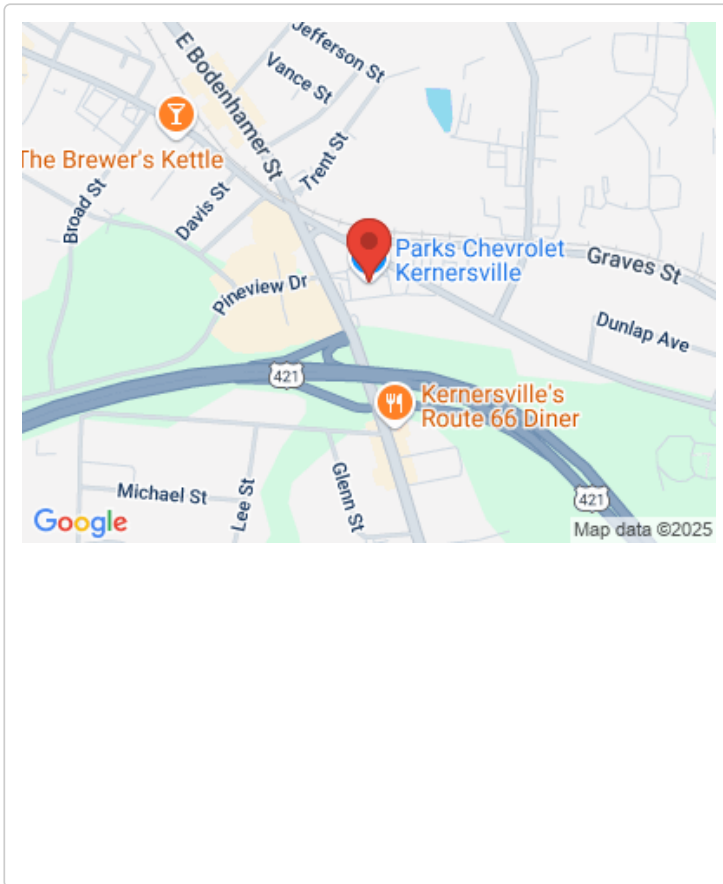 Jefferson St
E Bodenhamer St
Vance St
The Brewer's Kettle
Trent St
Broad St
Davis St
Parks Chevrolet
Kernersville
Graves St
Pineview Dr
Dunlap Ave
421
Kernersville's
Route 66 Diner
Glenn St
Michael St
Lee St
421
Google
Map data ©2025